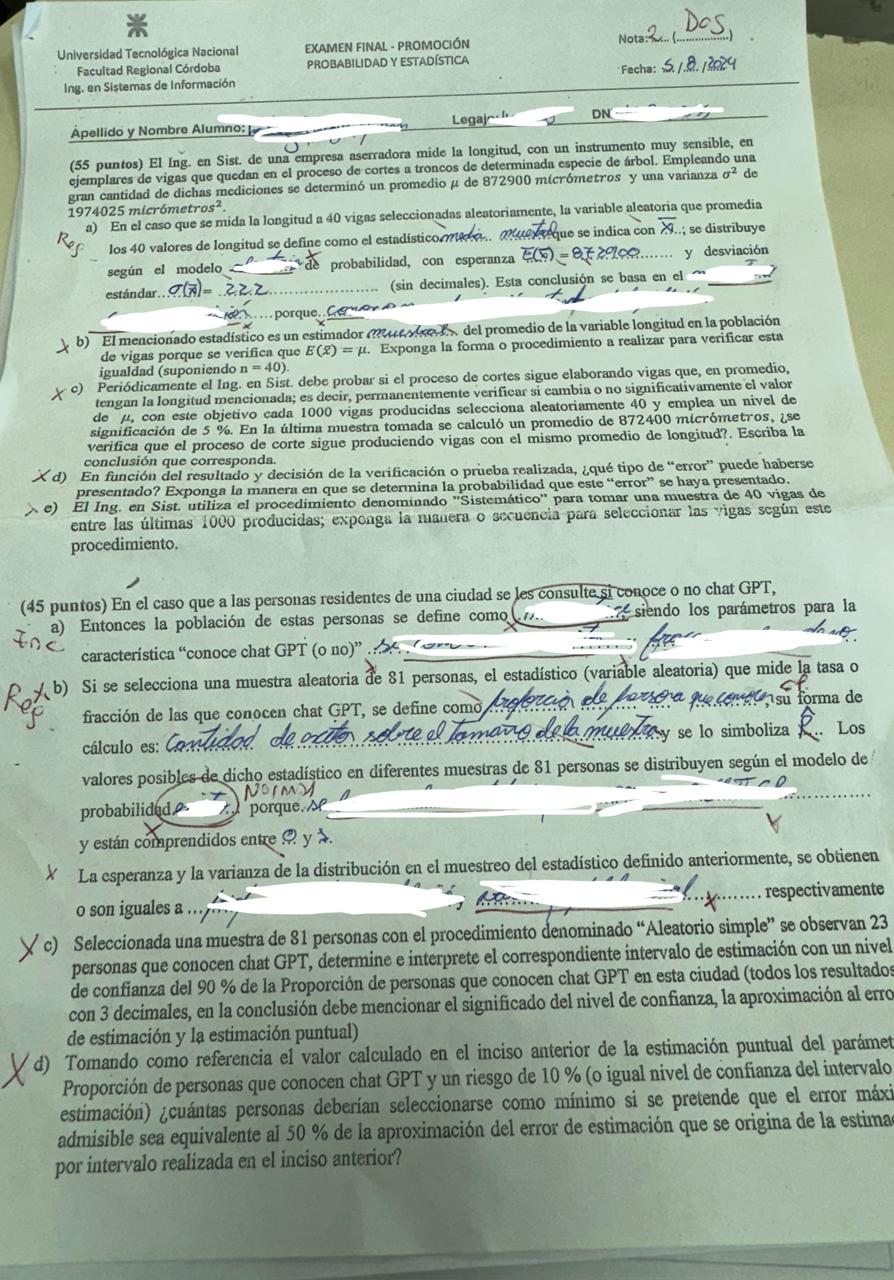 Universidad Tecnológica Nacional
Facultad Regional Córdoba
Ing. en Sistemas de Información
EXAMEN FINAL - PROMOCIÓN
PROBABILIDAD Y ESTADÍSTICA
Nota: 2 (DOS)
Fecha: 5/8/2024
Apellido y Nombre Alumno: Legajo DN
(55 puntos) El Ing. en Sist. de una empresa aserradora mide la longitud, con un instrumento muy sensible, en
ejemplares de vigas que quedan en el proceso de cortes a troncos de determinada especie de árbol. Empleando una
gran cantidad de dichas mediciones se determinó un promedio μ de 872900 micrómetros y una varianza σ² de
1974025 micrómetros².
a) En el caso que se mida la longitud a 40 vigas seleccionadas aleatoriamente, la variable aleatoria que promedia
Reg los 40 valores de longitud se define como el estadístico media muestral que se indica con X̄..; se distribuye
según el modelo de probabilidad, con esperanza E(x̄)=872900....... y desviación
estándar..σ(x̄)= 222.................. (sin decimales). Esta conclusión se basa en el
....porque..
x b) El mencionado estadístico es un estimador muestral del promedio de la variable longitud en la población
de vigas porque se verifica que E(x̄) = μ. Exponga la forma o procedimiento a realizar para verificar esta
igualdad (suponiendo n = 40).
x c) Periódicamente el Ing. en Sist. debe probar si el proceso de cortes sigue elaborando vigas que, en promedio,
tengan la longitud mencionada; es decir, permanentemente verificar si cambia o no significativamente el valor
de μ, con este objetivo cada 1000 vigas producidas selecciona aleatoriamente 40 y emplea un nivel de
significación de 5 %. En la última muestra tomada se calculó un promedio de 872400 micrómetros, ¿se
verifica que el proceso de corte sigue produciendo vigas con el mismo promedio de longitud?. Escriba la
conclusión que corresponda.
x d) En función del resultado y decisión de la verificación o prueba realizada, ¿qué tipo de “error” puede haberse
presentado? Exponga la manera en que se determina la probabilidad que este “error” se haya presentado.
x e) El Ing. en Sist. utiliza el procedimiento denominado "Sistemático" para tomar una muestra de 40 vigas de
entre las últimas 1000 producidas; exponga la manera o secuencia para seleccionar las vigas según este
procedimiento.
(45 puntos) En el caso que a las personas residentes de una ciudad se les consulte si conoce o no chat GPT,
a) Entonces la población de estas personas se define como siendo los parámetros para la
Inc característica “conoce chat GPT (o no)”
Reg b) Si se selecciona una muestra aleatoria de 81 personas, el estadístico (variable aleatoria) que mide la tasa o
fracción de las que conocen chat GPT, se define como proporción de persona que conocen, su forma de
cálculo es: Cantidad de exitos sobre el tamaño de la muestra y se lo simboliza P̂.. Los
valores posibles de dicho estadístico en diferentes muestras de 81 personas se distribuyen según el modelo de
probabilidad Normal porque. se
y están comprendidos entre 0 y 1.
x La esperanza y la varianza de la distribución en el muestreo del estadístico definido anteriormente, se obtienen
o son iguales a ... y ........ respectivamente
x c) Seleccionada una muestra de 81 personas con el procedimiento denominado “Aleatorio simple” se observan 23
personas que conocen chat GPT, determine e interprete el correspondiente intervalo de estimación con un nivel
de confianza del 90 % de la Proporción de personas que conocen chat GPT en esta ciudad (todos los resultados
con 3 decimales, en la conclusión debe mencionar el significado del nivel de confianza, la aproximación al erro
de estimación y la estimación puntual)
x d) Tomando como referencia el valor calculado en el inciso anterior de la estimación puntual del parámet
Proporción de personas que conocen chat GPT y un riesgo de 10 % (o igual nivel de confianza del intervalo
estimación) ¿cuántas personas deberían seleccionarse como mínimo si se pretende que el error máxi
admisible sea equivalente al 50 % de la aproximación del error de estimación que se origina de la estima
por intervalo realizada en el inciso anterior?